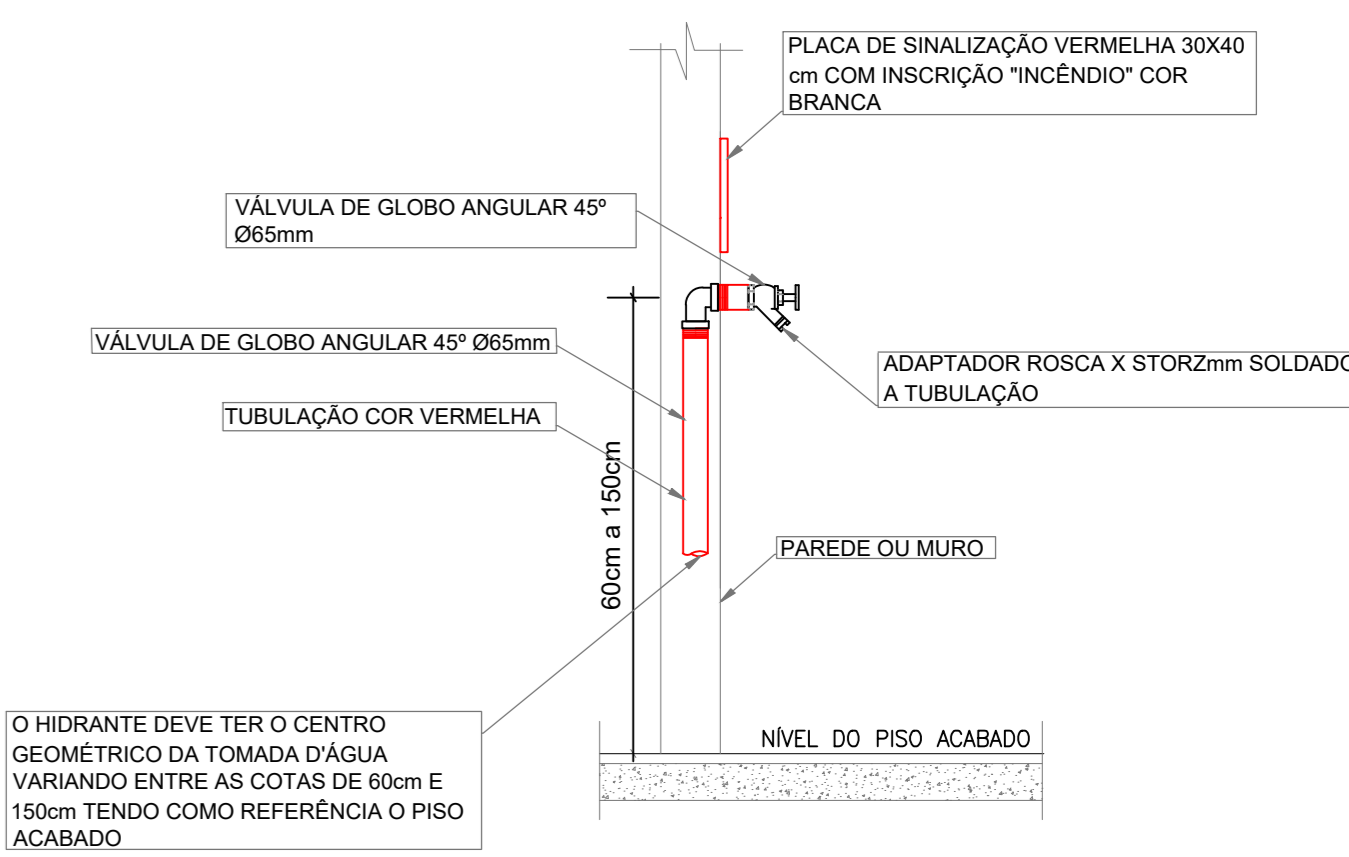 PLACA DE SINALIZAÇÃO VERMELHA 30X40
cm COM INSCRIÇÃO "INCÊNDIO" COR
BRANCA
VÁLVULA DE GLOBO ANGULAR 45º
Ø65mm
VÁLVULA DE GLOBO ANGULAR 45º Ø65mm
ADAPTADOR ROSCA X STORZmm SOLDADO
A TUBULAÇÃO
TUBULAÇÃO COR VERMELHA
60cm a 150cm
PAREDE OU MURO
O HIDRANTE DEVE TER O CENTRO
GEOMÉTRICO DA TOMADA D'ÁGUA
VARIANDO ENTRE AS COTAS DE 60cm E
150cm TENDO COMO REFERÊNCIA O PISO
ACABADO
NÍVEL DO PISO ACABADO